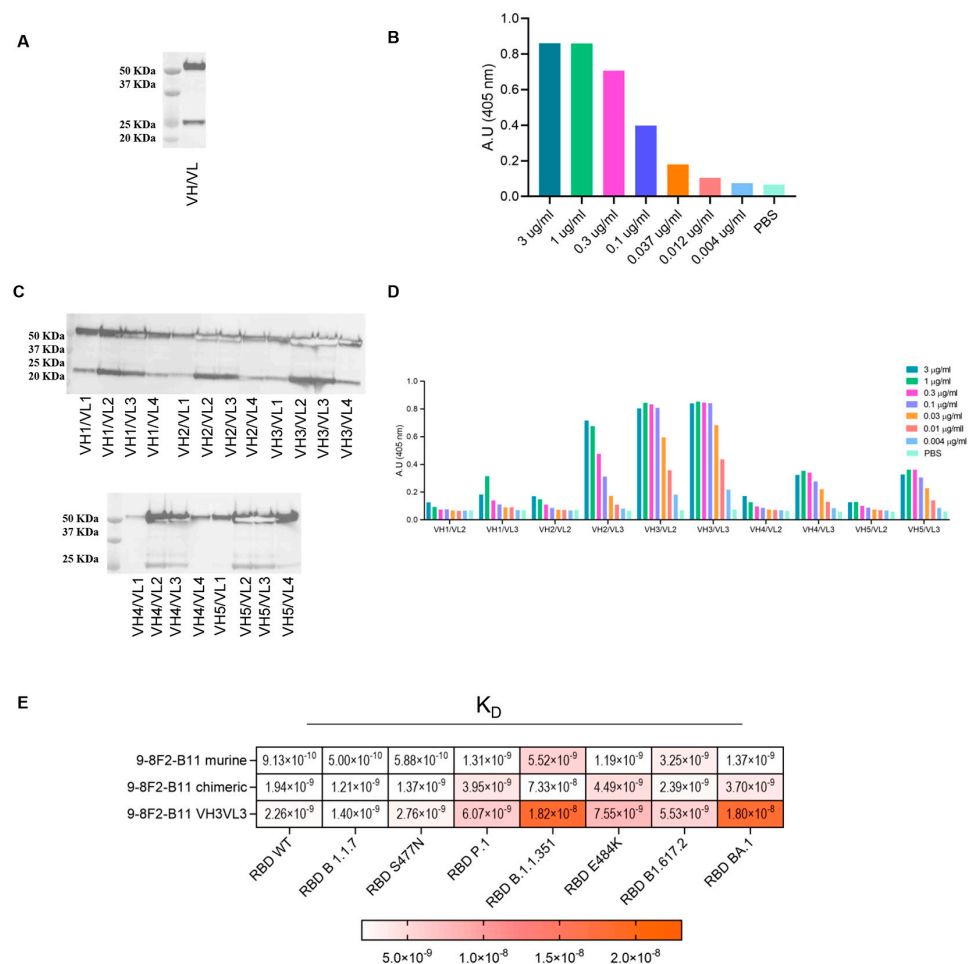 A
50 KDa
37 KDa
25 KDa
20 KDa
VH/VL
B
A.U (405 nm)
1.0
0.8
0.6
0.4
0.2
0.0
3 ug/ml
1 ug/ml
0.3 ug/ml
0.1 ug/ml
0.037 ug/ml
0.012 ug/ml
0.004 ug/ml
PBS
C
50 KDa
37 KDa
25 KDa
20 KDa
VH1/VL1
VH1/VL2
VH1/VL3
VH1/VL4
VH2/VL1
VH2/VL2
VH2/VL3
VH2/VL4
VH3/VL1
VH3/VL2
VH3/VL3
VH3/VL4
50 KDa
37 KDa
25 KDa
VH4/VL1
VH4/VL2
VH4/VL3
VH4/VL4
VH5/VL1
VH5/VL2
VH5/VL3
VH5/VL4
D
A.U (405 nm)
1.0
0.8
0.6
0.4
0.2
0.0
VH1/VL2 VH1/VL3 VH2/VL2 VH2/VL3 VH3/VL2 VH3/VL3 VH4/VL2 VH4/VL3 VH5/VL2 VH5/VL3
3 µg/ml
1 µg/ml
0.3 µg/ml
0.1 µg/ml
0.03 µg/ml
0.01 µg/mll
0.004 µg/ml
PBS
E
K_D
9-8F2-B11 murine 9.13×10⁻¹⁰ 5.00×10⁻¹⁰ 5.88×10⁻¹⁰ 1.31×10⁻⁹ 5.52×10⁻⁹ 1.19×10⁻⁹ 3.25×10⁻⁹ 1.37×10⁻⁹
9-8F2-B11 chimeric 1.94×10⁻⁹ 1.21×10⁻⁹ 1.37×10⁻⁹ 3.95×10⁻⁹ 7.33×10⁻⁸ 4.49×10⁻⁹ 2.39×10⁻⁹ 3.70×10⁻⁹
9-8F2-B11 VH3VL3 2.26×10⁻⁹ 1.40×10⁻⁹ 2.76×10⁻⁹ 6.07×10⁻⁹ 1.82×10⁻⁸ 7.55×10⁻⁹ 5.53×10⁻⁹ 1.80×10⁻⁸
RBD WT
RBD B 1.1.7
RBD S477N
RBD P.1
RBD B.1.1.351
RBD E484K
RBD B1.617.2
RBD BA.1
5.0×10⁻⁹ 1.0×10⁻⁸ 1.5×10⁻⁸ 2.0×10⁻⁸